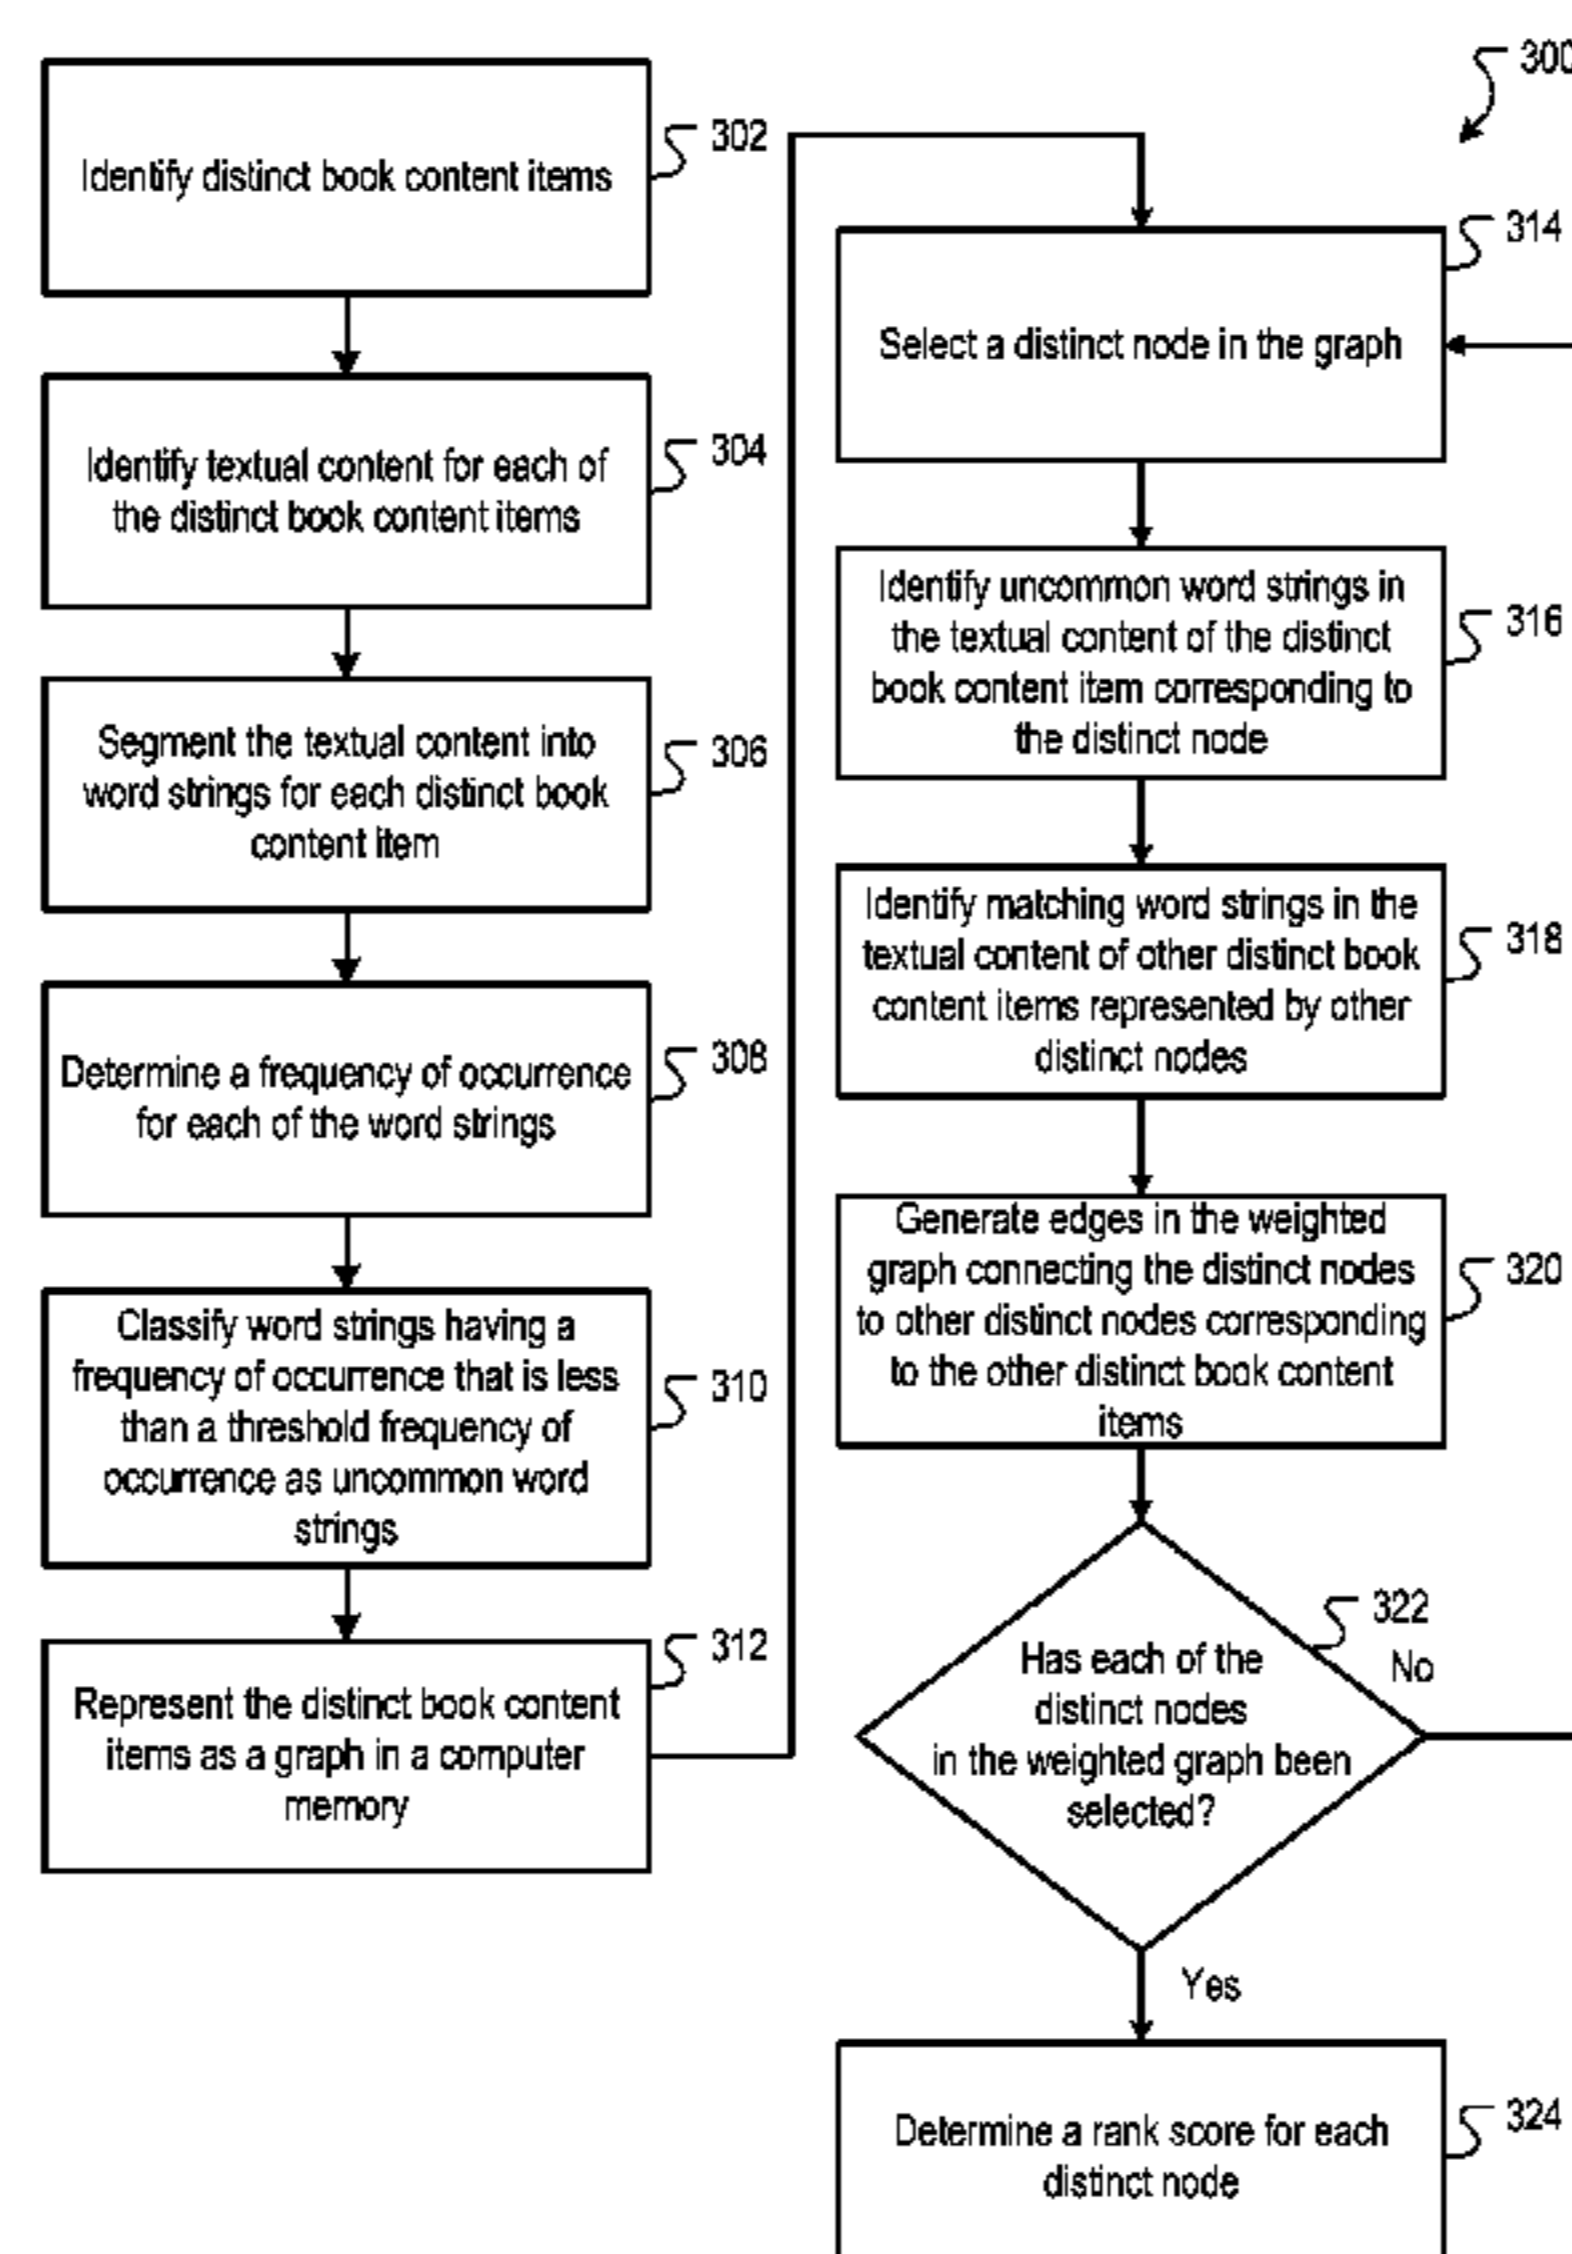 300
Identify distinct book content items
302
Identify textual content for each of
the distinct book content items
304
Segment the textual content into
word strings for each distinct book
content item
306
Determine a frequency of occurrence
for each of the word strings
308
Classify word strings having a
frequency of occurrence that is less
than a threshold frequency of
occurrence as uncommon word
strings
310
Represent the distinct book content
items as a graph in a computer
memory
312
Select a distinct node in the graph
314
Identify uncommon word strings in
the textual content of the distinct
book content item corresponding to
the distinct node
316
Identify matching word strings in the
textual content of other distinct book
content items represented by other
distinct nodes
318
Generate edges in the weighted
graph connecting the distinct nodes
to other distinct nodes corresponding
to the other distinct book content
items
320
Has each of the
distinct nodes
in the weighted graph been
selected?
322
No
Yes
Determine a rank score for each
distinct node
324